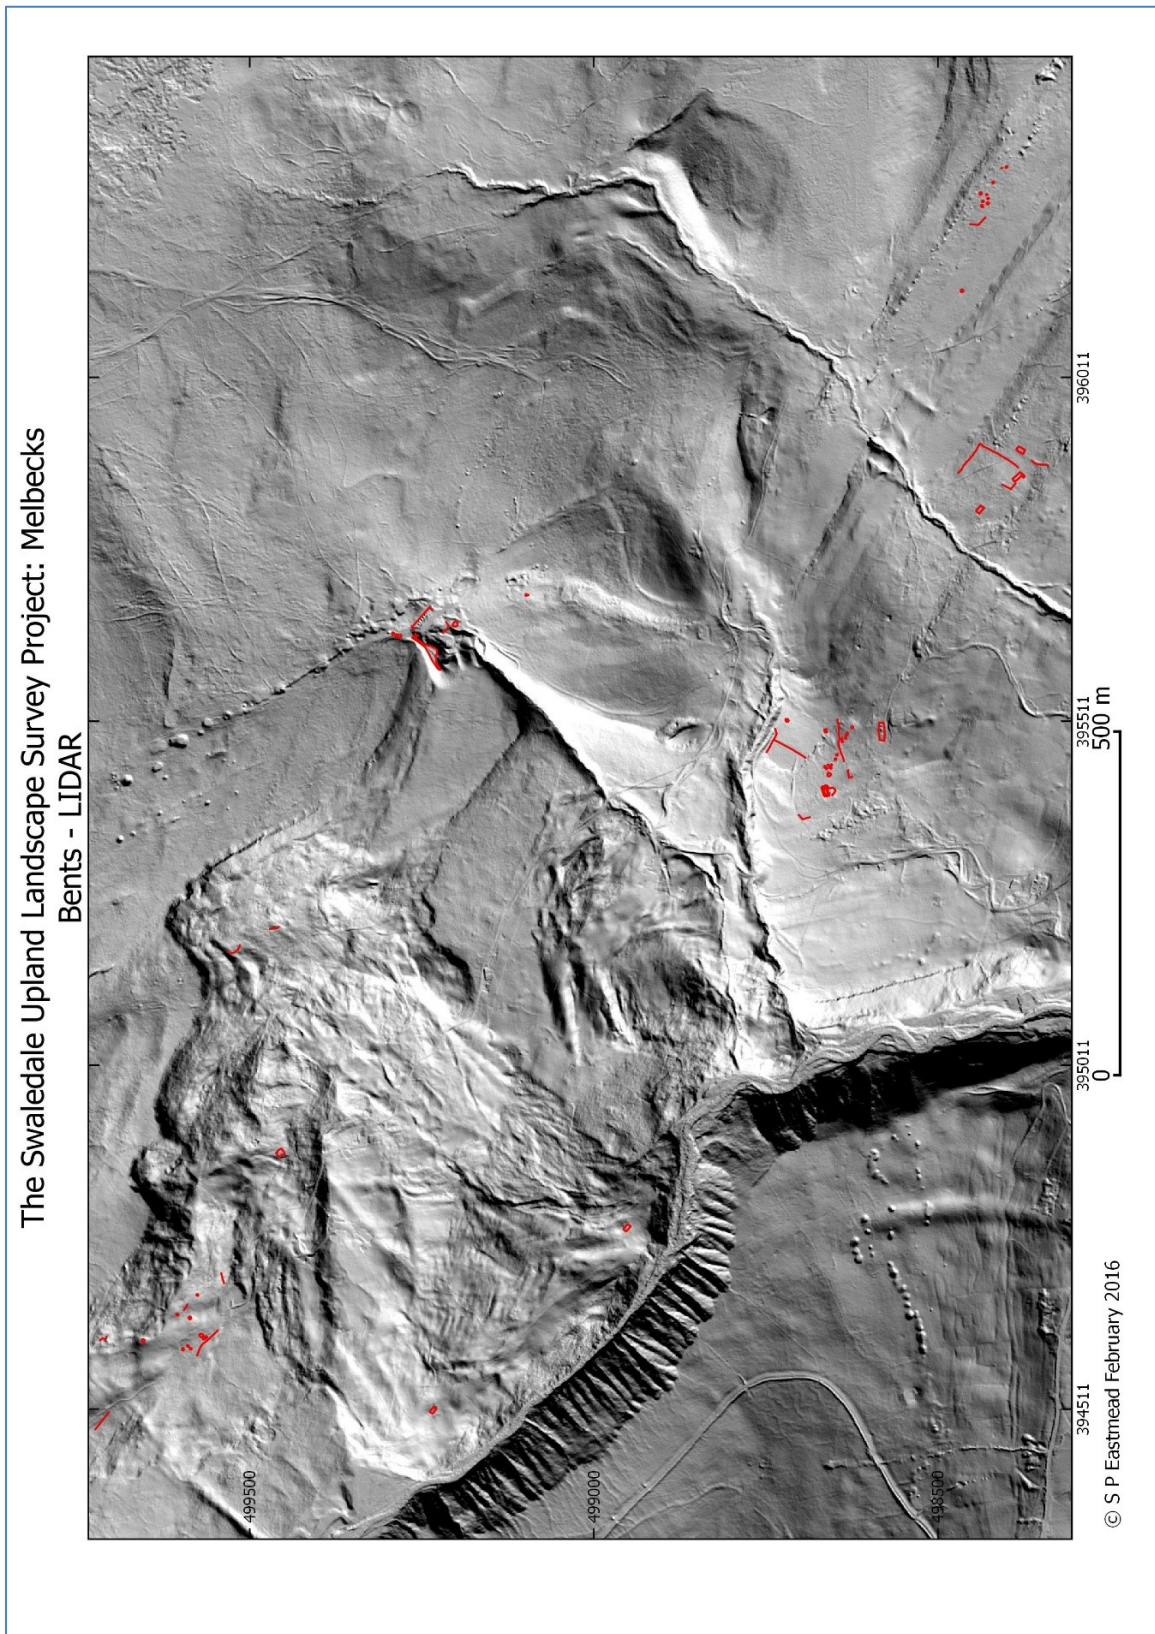 The Swaledale Upland Landscape Survey Project: Melbecks
Bents - LIDAR
499500
499000
498500
394511
395011
395511
396011
0
500 m
© S P Eastmead February 2016